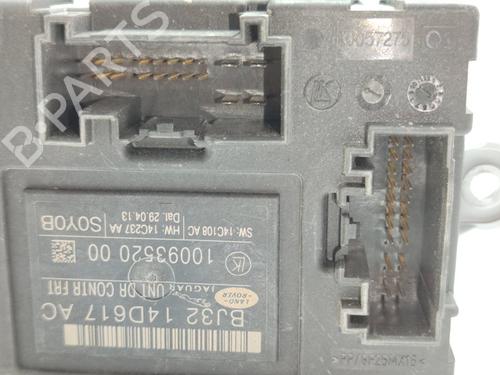 B-PARTS
SW: 14C108 AC
HW: 14C237 AA
Dat. 29.04.13
SOYOB
10093520 00
LAND-
ROVER
JAGUAR
UNI DR CONTR FRT
BJ32 14D617 AC